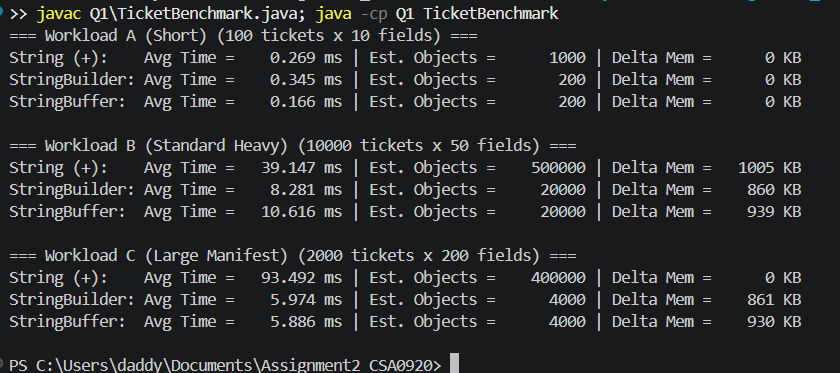 >> javac Q1\TicketBenchmark.java; java -cp Q1 TicketBenchmark
=== Workload A (Short) (100 tickets x 10 fields) ===
String (+):    Avg Time =    0.269 ms | Est. Objects =       1000 | Delta Mem =      0 KB
StringBuilder: Avg Time =    0.345 ms | Est. Objects =        200 | Delta Mem =      0 KB
StringBuffer:  Avg Time =    0.166 ms | Est. Objects =        200 | Delta Mem =      0 KB
=== Workload B (Standard Heavy) (10000 tickets x 50 fields) ===
String (+):    Avg Time =   39.147 ms | Est. Objects =     500000 | Delta Mem =   1005 KB
StringBuilder: Avg Time =    8.281 ms | Est. Objects =      20000 | Delta Mem =    860 KB
StringBuffer:  Avg Time =   10.616 ms | Est. Objects =      20000 | Delta Mem =    939 KB
=== Workload C (Large Manifest) (2000 tickets x 200 fields) ===
String (+):    Avg Time =   93.492 ms | Est. Objects =     400000 | Delta Mem =      0 KB
StringBuilder: Avg Time =    5.974 ms | Est. Objects =       4000 | Delta Mem =    861 KB
StringBuffer:  Avg Time =    5.886 ms | Est. Objects =       4000 | Delta Mem =    930 KB
PS C:\Users\daddy\Documents\Assignment2 CSA0920>